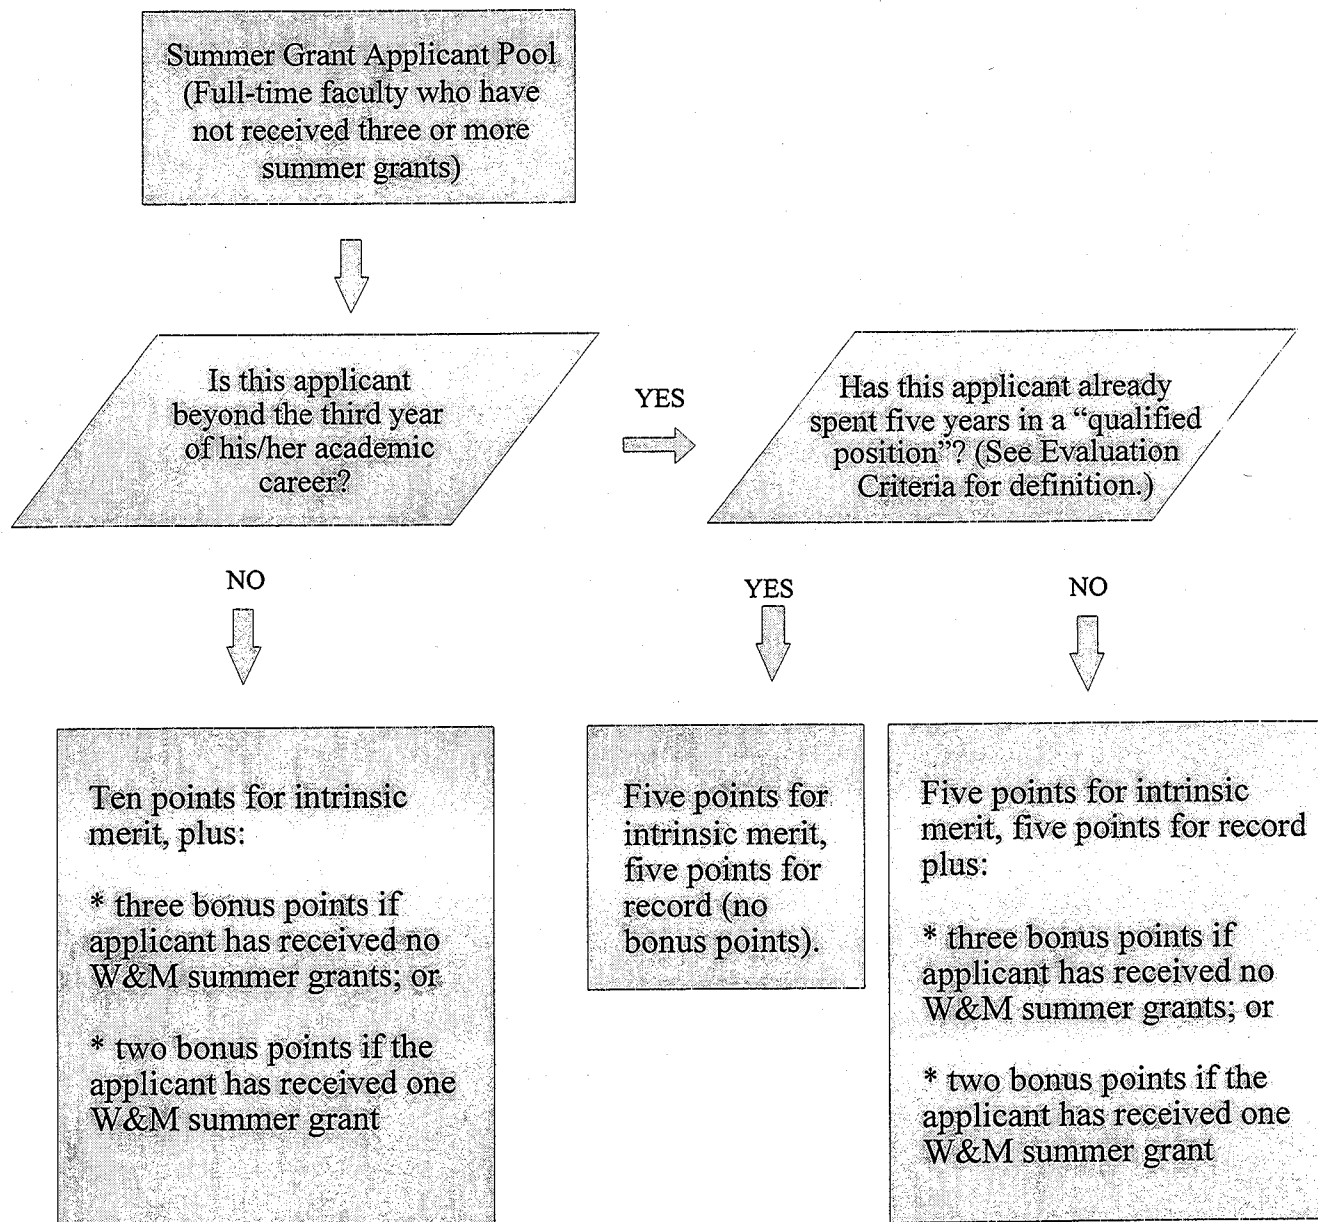 Summer Grant Applicant Pool
(Full-time faculty who have
not received three or more
summer grants)
Is this applicant
beyond the third year
of his/her academic
career?
YES
Has this applicant already
spent five years in a “qualified
position”? (See Evaluation
Criteria for definition.)
NO
YES
NO
Ten points for intrinsic
merit, plus:
* three bonus points if
applicant has received no
W&M summer grants; or
* two bonus points if the
applicant has received one
W&M summer grant
Five points for
intrinsic merit,
five points for
record (no
bonus points).
Five points for intrinsic
merit, five points for record
plus:
* three bonus points if
applicant has received no
W&M summer grants; or
* two bonus points if the
applicant has received one
W&M summer grant